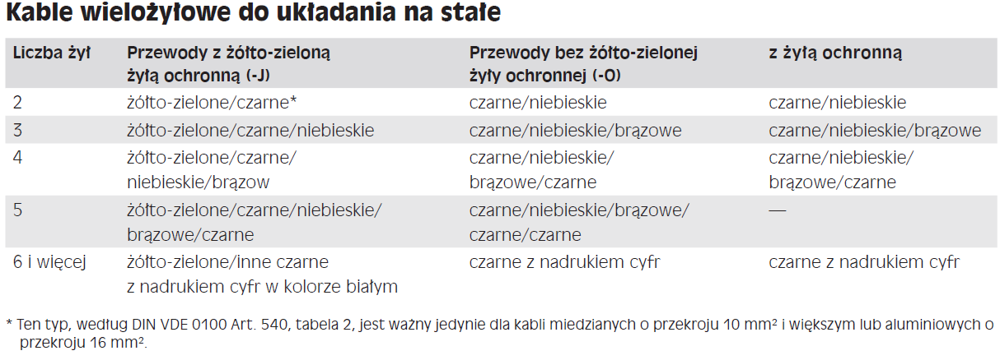 Kable wielożyłowe do układania na stałe
Liczba żył Przewody z żółto-zieloną żyłą ochronną (-J) Przewody bez żółto-zielonej żyły ochronnej (-O) z żyłą ochronną
2 żółto-zielone/czarne* czarne/niebieskie czarne/niebieskie
3 żółto-zielone/czarne/niebieskie czarne/niebieskie/brązowe czarne/niebieskie/brązowe
4 żółto-zielone/czarne/ czarne/niebieskie/ czarne/niebieskie/
niebieskie/brązow brązowe/czarne brązowe/czarne
5 żółto-zielone/czarne/niebieskie/ czarne/niebieskie/brązowe/ —
brązowe/czarne czarne/czarne
6 i więcej żółto-zielone/inne czarne czarne z nadrukiem cyfr czarne z nadrukiem cyfr
z nadrukiem cyfr w kolorze białym
* Ten typ, według DIN VDE 0100 Art. 540, tabela 2, jest ważny jedynie dla kabli miedzianych o przekroju 10 mm² i większym lub aluminiowych o
przekroju 16 mm².